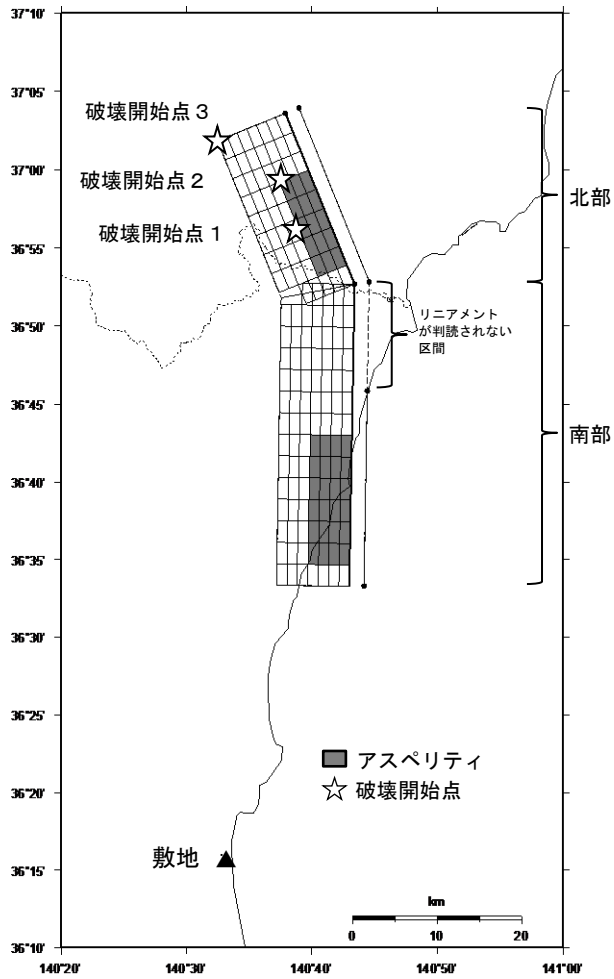 37°10'
37°05'
37°00'
36°55'
36°50'
36°45'
36°40'
36°35'
36°30'
36°25'
36°20'
36°15'
36°10'
破壊開始点3
破壊開始点2
破壊開始点1
北部
リニアメント
が判読されない
区間
南部
アスペリティ
破壊開始点
敷地
km
0 10 20
140°20' 140°30' 140°40' 140°50' 141°00'